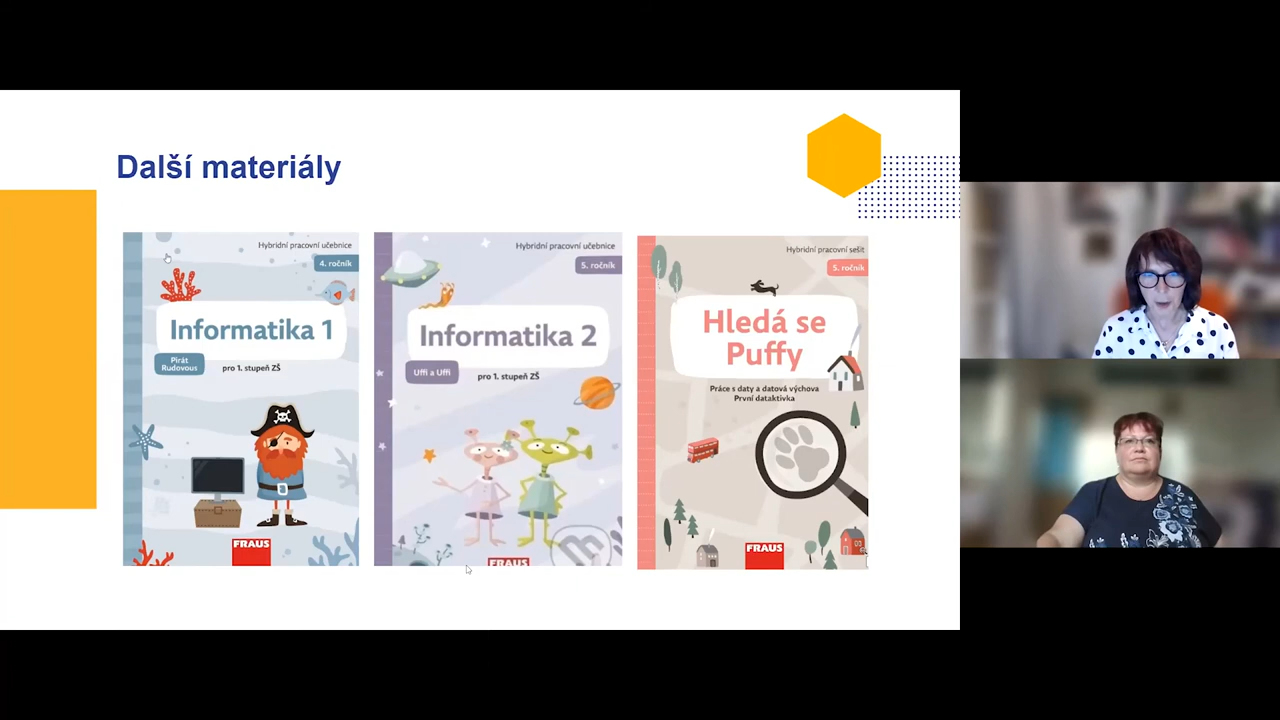 Další materiály
Hybridní pracovní učebnice
4. ročník
Informatika 1
Pirát
Rudovous
pro 1. stupeň ZŠ
FRAUS
Hybridní pracovní učebnice
5. ročník
Informatika 2
Uffi a Uffi
pro 1. stupeň ZŠ
FRAUS
Hybridní pracovní sešit
5. ročník
Hledá se
Puffy
Práce s daty a datová výchova
První dataktivka
FRAUS